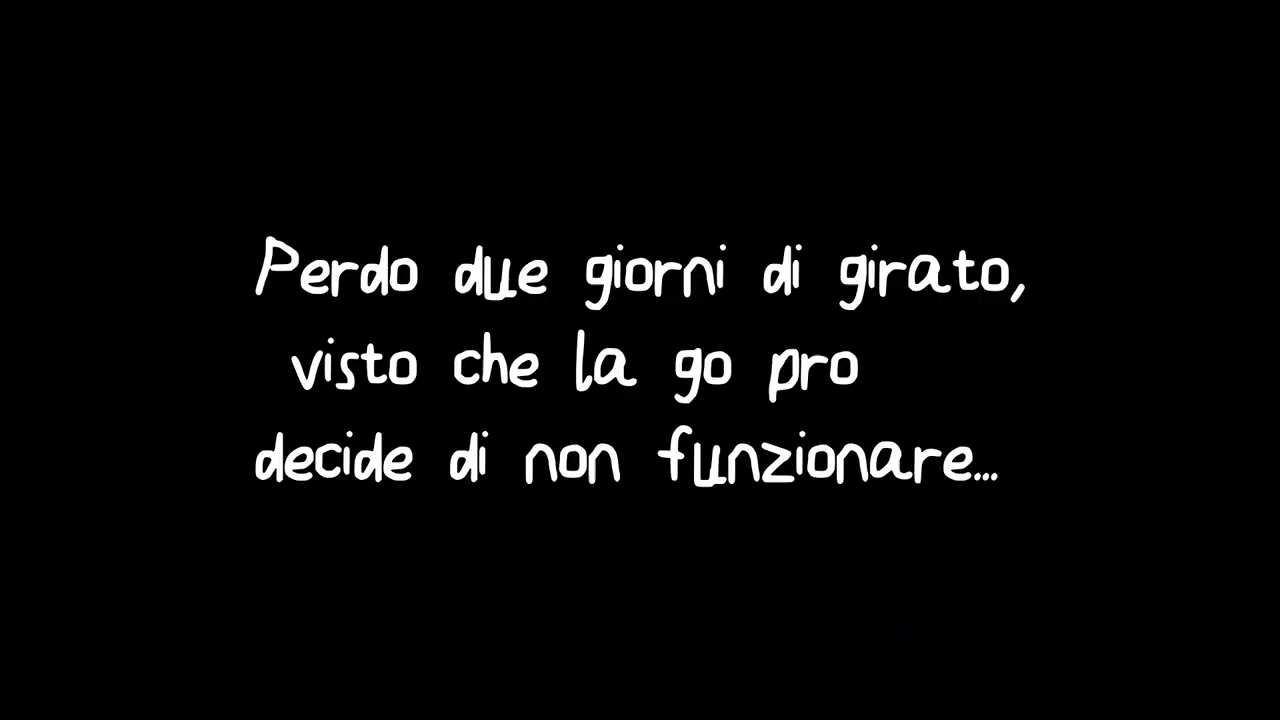 Perdo due giorni di girato,
visto che la go pro
decide di non funzionare...